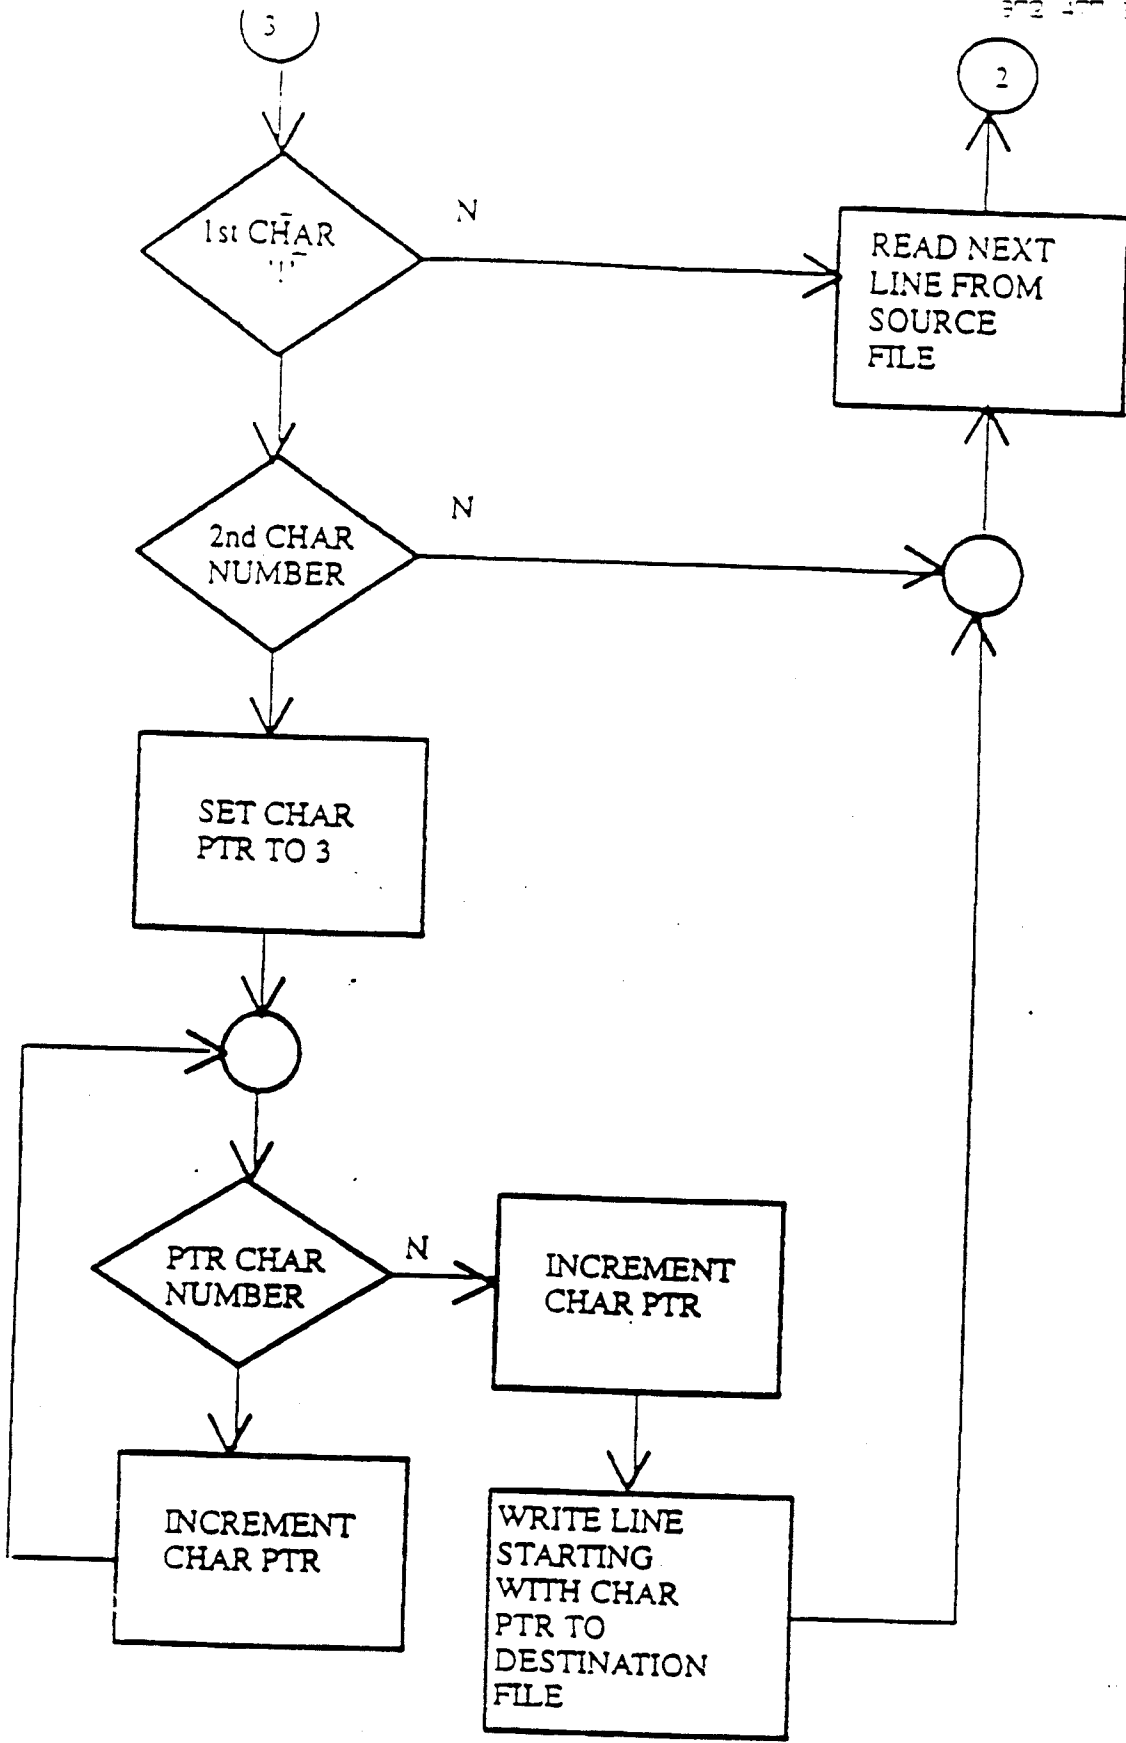 3
2
1st CHAR
'!'
N
READ NEXT
LINE FROM
SOURCE
FILE
2nd CHAR
NUMBER
N
SET CHAR
PTR TO 3
PTR CHAR
NUMBER
N
INCREMENT
CHAR PTR
INCREMENT
CHAR PTR
WRITE LINE
STARTING
WITH CHAR
PTR TO
DESTINATION
FILE